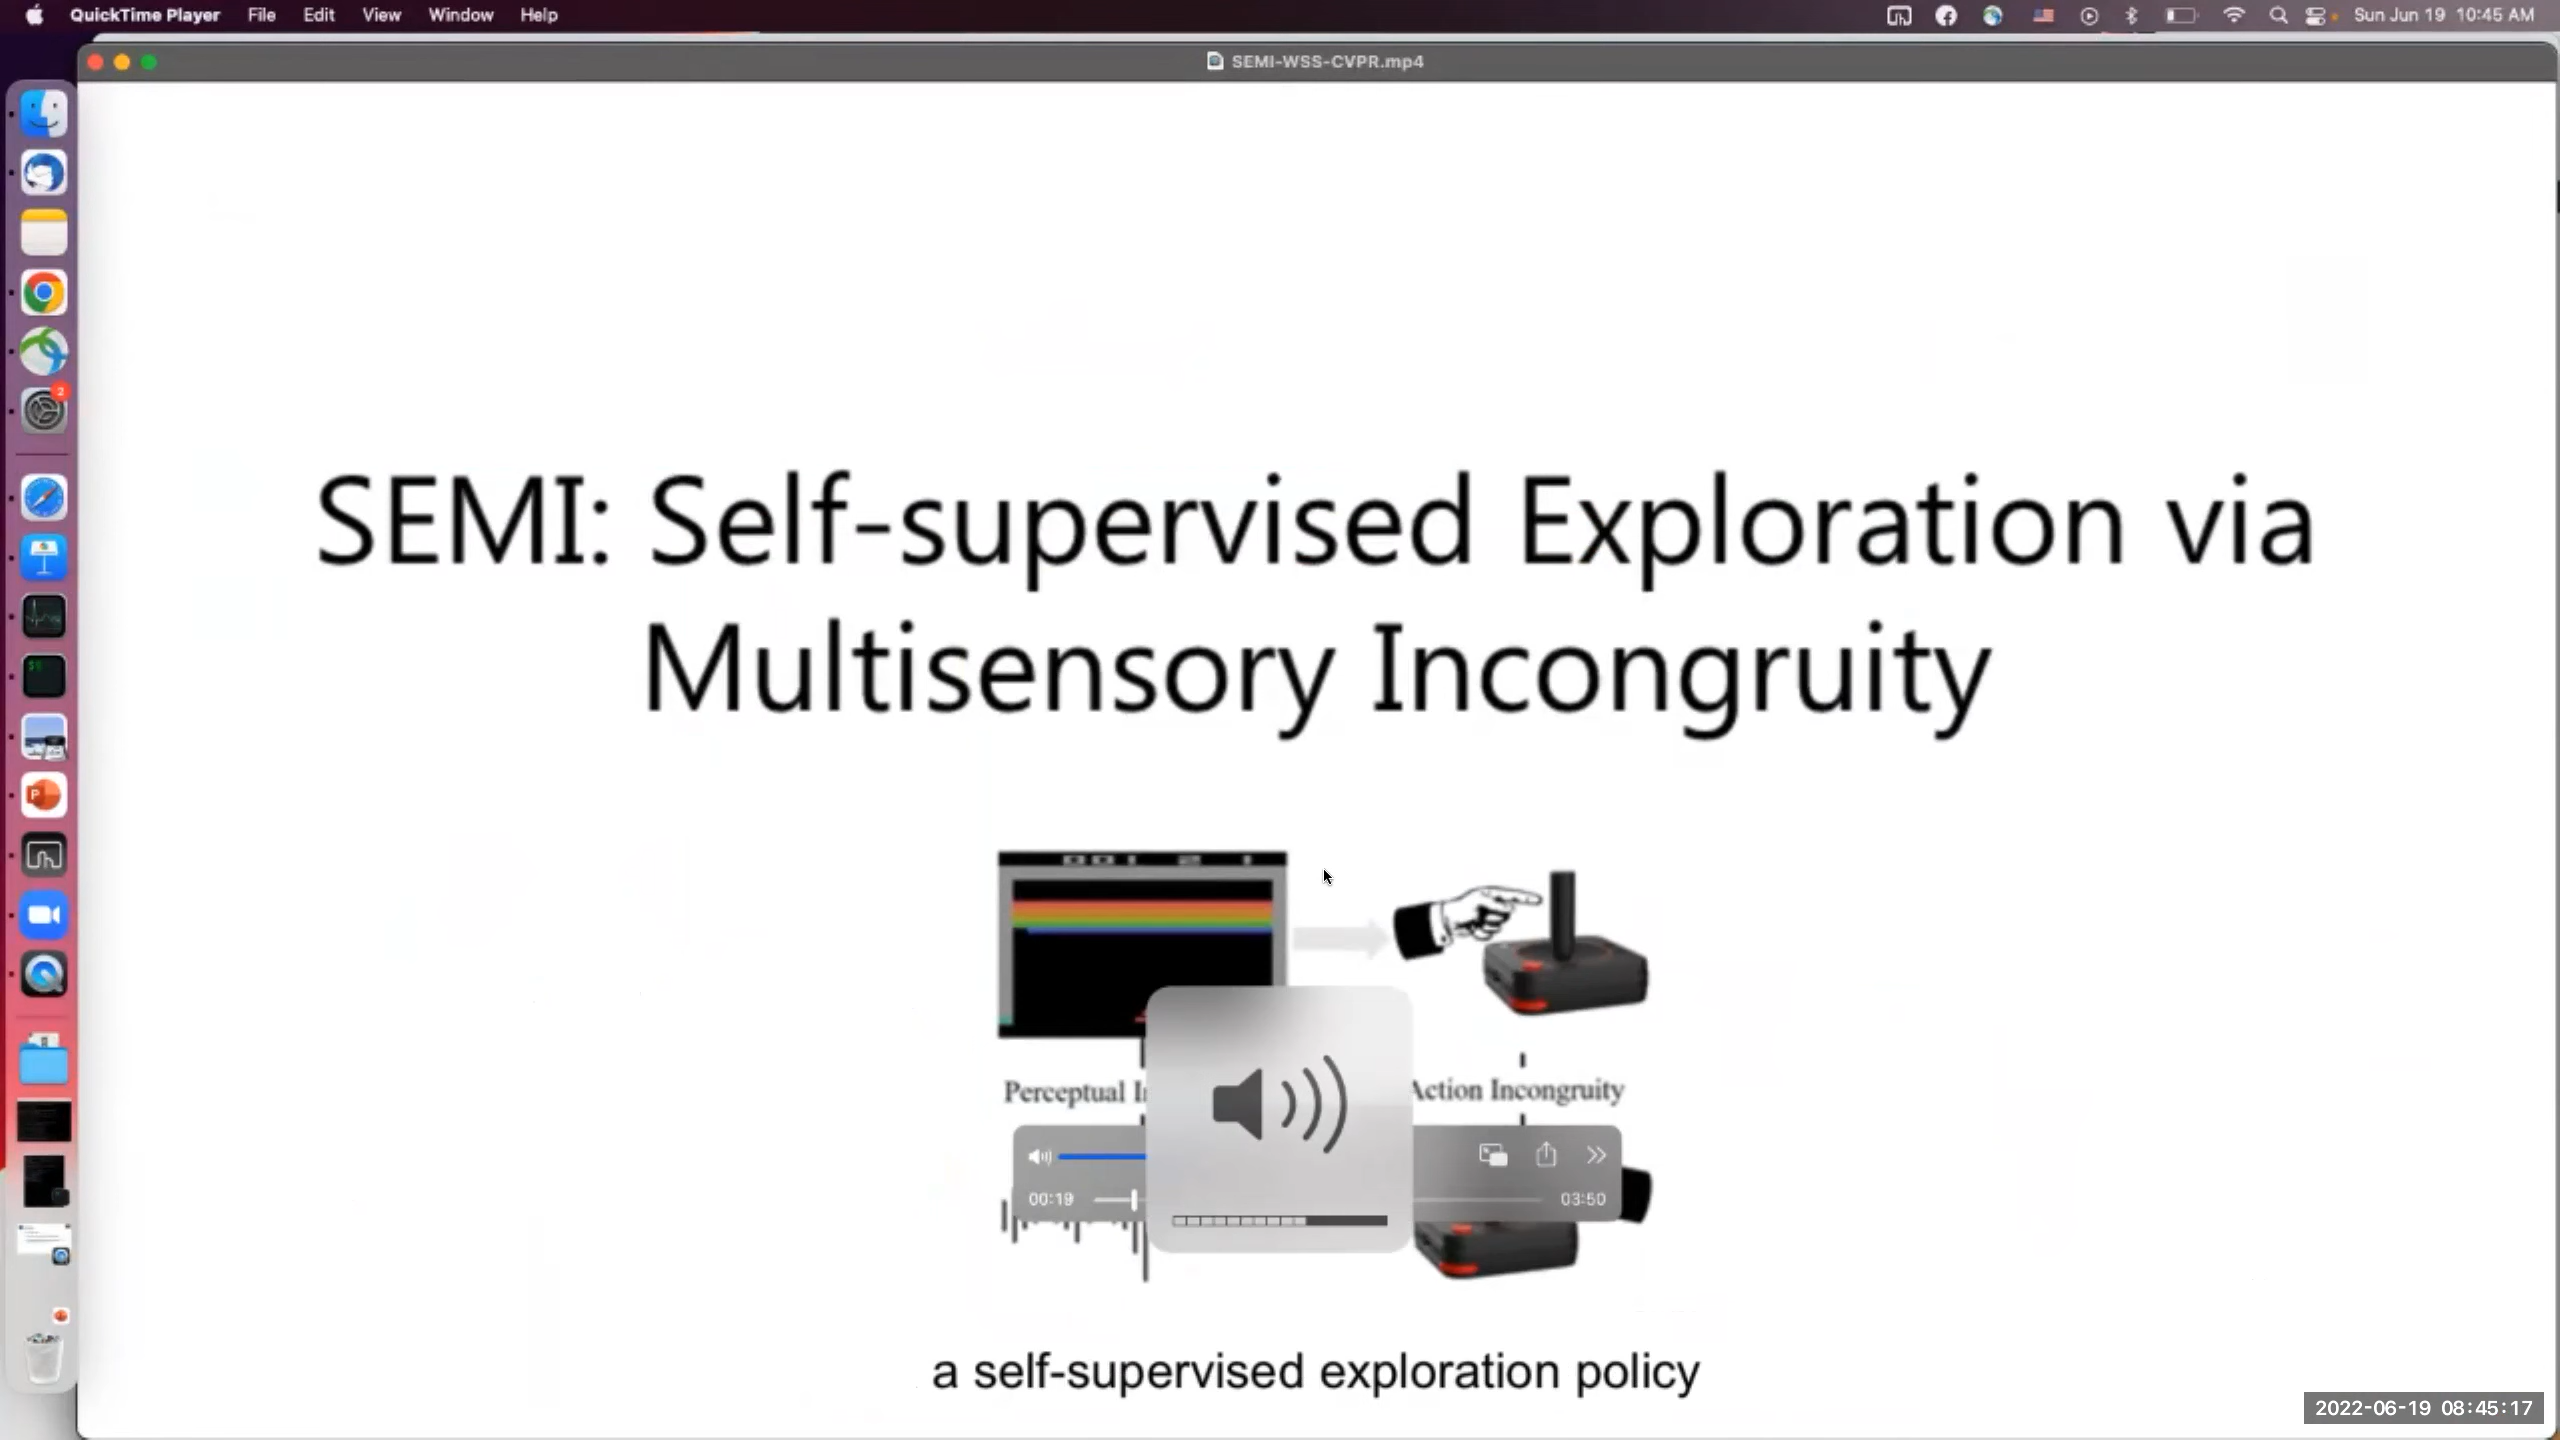 QuickTime Player File Edit View Window Help Sun Jun 19 10:45 AM
SEMI-WSS-CVPR.mp4
2
SEMI: Self-supervised Exploration via
Multisensory Incongruity
Perceptual Action Incongruity
00:19 03:50
a self-supervised exploration policy
2022-06-19 08:45:17